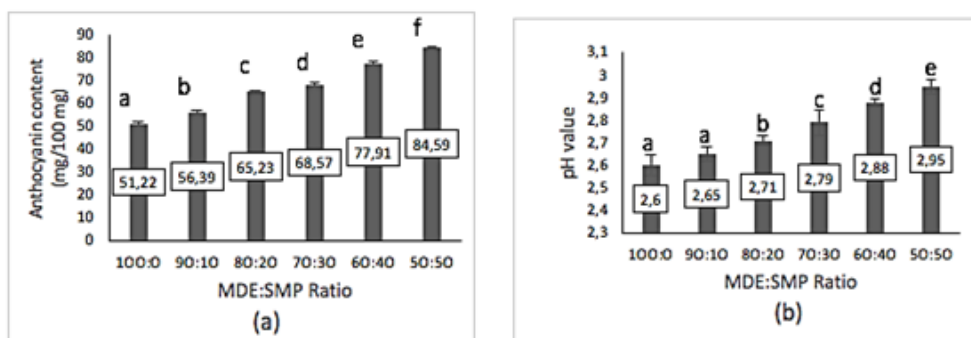 Anthocyanin content
(mg/100 mg)
90
80
70
60
50
40
30
20
10
0
a
b
c
d
e
f
51,22
56,39
65,23
68,57
77,91
84,59
100:0
90:10
80:20
70:30
60:40
50:50
MDE:SMP Ratio
(a)
pH value
3,1
3
2,9
2,8
2,7
2,6
2,5
2,4
2,3
a
a
b
c
d
e
2,6
2,65
2,71
2,79
2,88
2,95
100:0
90:10
80:20
70:30
60:40
50:50
MDE:SMP Ratio
(b)